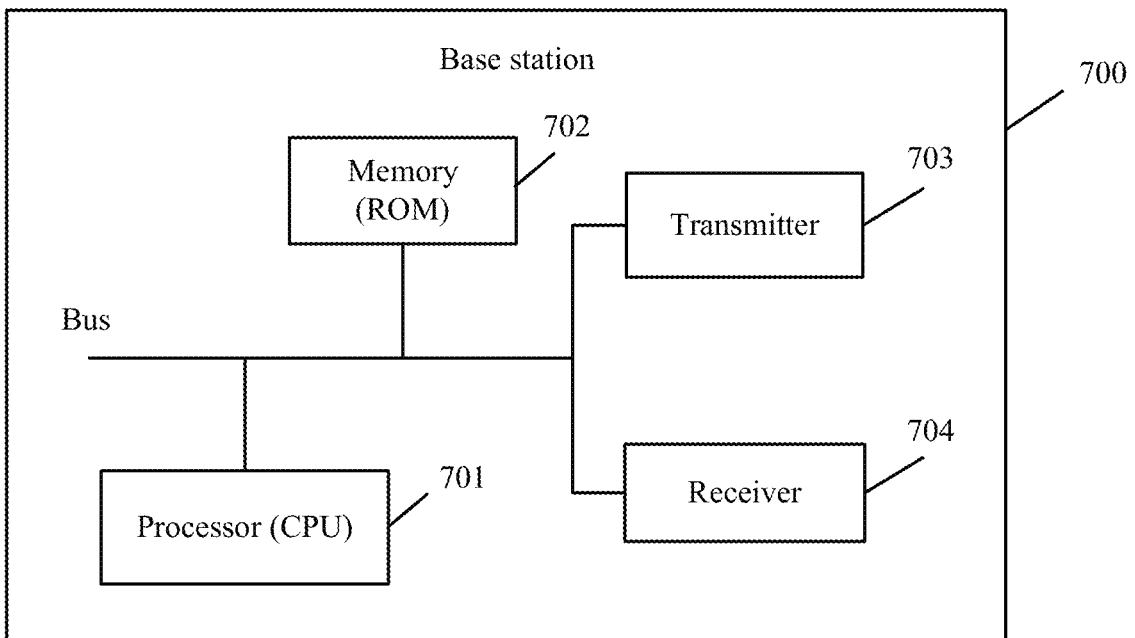 Base station
700
702
Memory
(ROM)
703
Transmitter
Bus
704
Receiver
701
Processor (CPU)